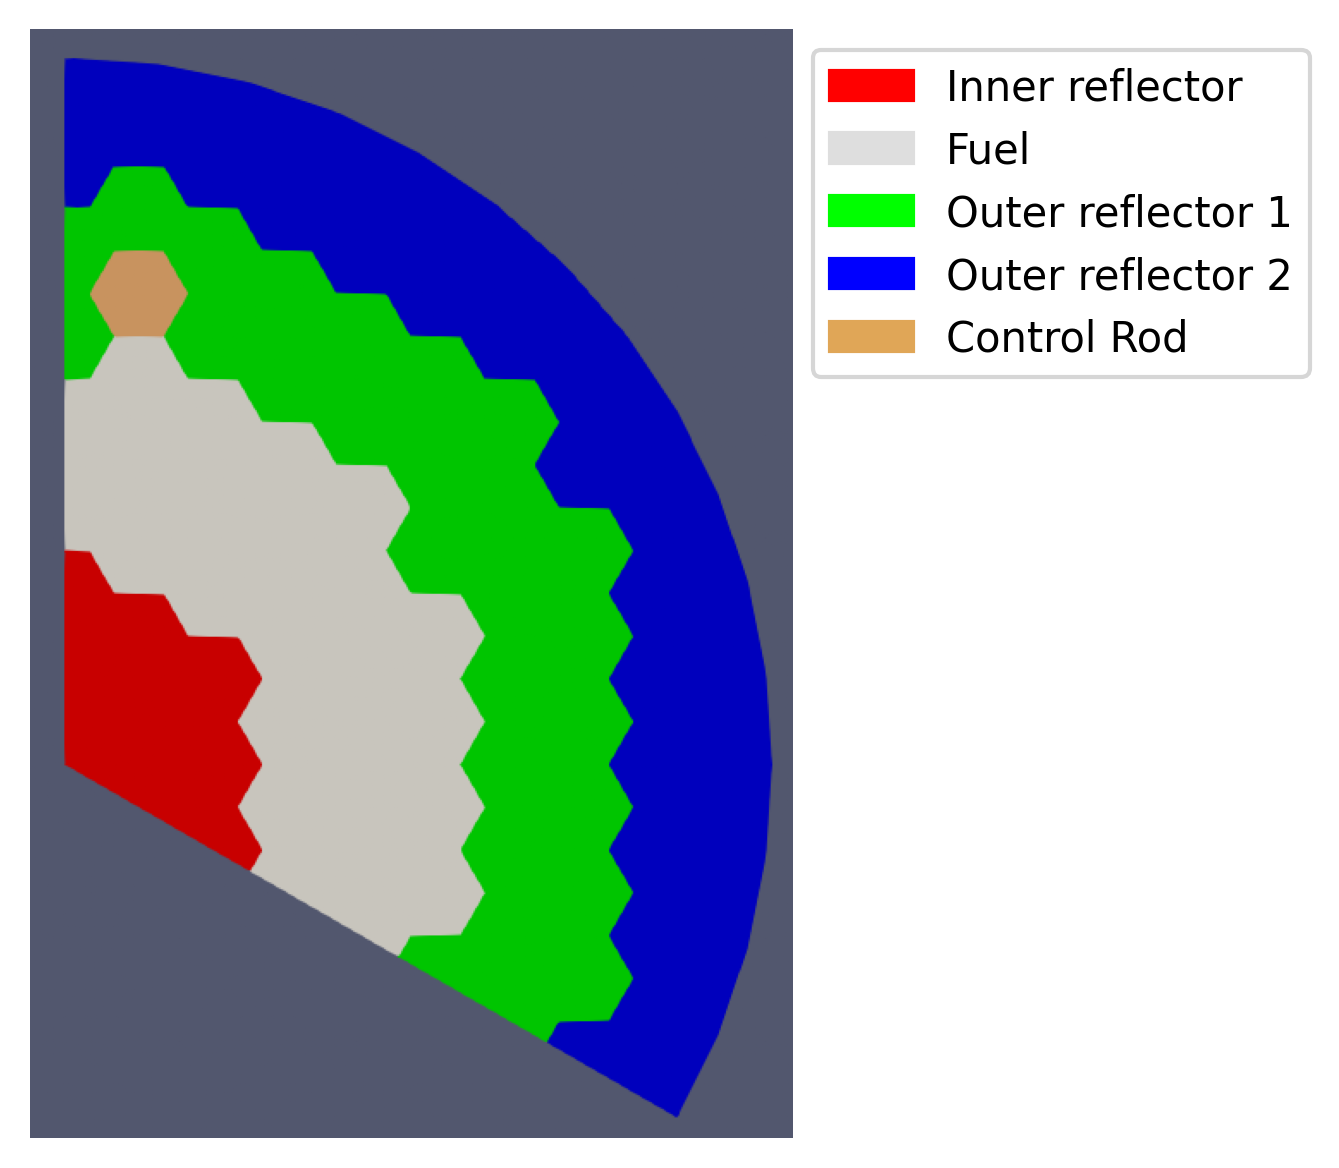 Inner reflector
Fuel
Outer reflector 1
Outer reflector 2
Control Rod